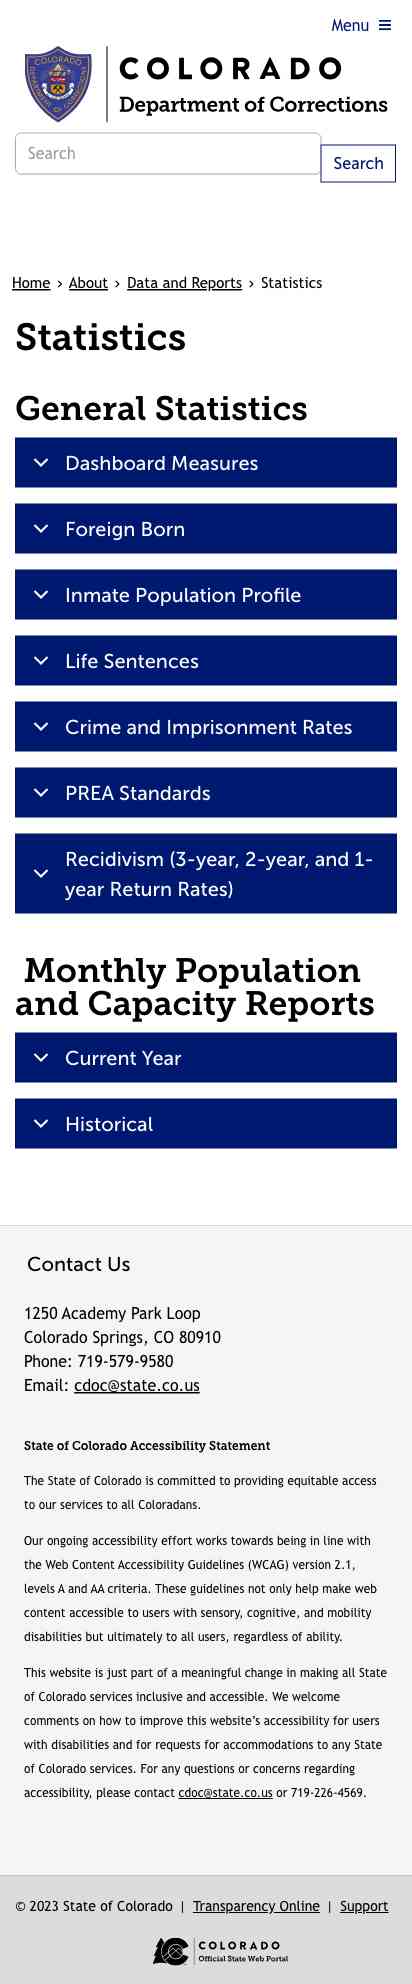 Menu
COLORADO
Department of Corrections
Search
Search
Home › About › Data and Reports › Statistics
Statistics
General Statistics
Dashboard Measures
Foreign Born
Inmate Population Profile
Life Sentences
Crime and Imprisonment Rates
PREA Standards
Recidivism (3-year, 2-year, and 1-
year Return Rates)
Monthly Population
and Capacity Reports
Current Year
Historical
Contact Us
1250 Academy Park Loop
Colorado Springs, CO 80910
Phone: 719-579-9580
Email: cdoc@state.co.us
State of Colorado Accessibility Statement
The State of Colorado is committed to providing equitable access
to our services to all Coloradans.
Our ongoing accessibility effort works towards being in line with
the Web Content Accessibility Guidelines (WCAG) version 2.1,
levels A and AA criteria. These guidelines not only help make web
content accessible to users with sensory, cognitive, and mobility
disabilities but ultimately to all users, regardless of ability.
This website is just part of a meaningful change in making all State
of Colorado services inclusive and accessible. We welcome
comments on how to improve this website's accessibility for users
with disabilities and for requests for accommodations to any State
of Colorado services. For any questions or concerns regarding
accessibility, please contact cdoc@state.co.us or 719-226-4569.
© 2023 State of Colorado | Transparency Online | Support
COLORADO
Official State Web Portal